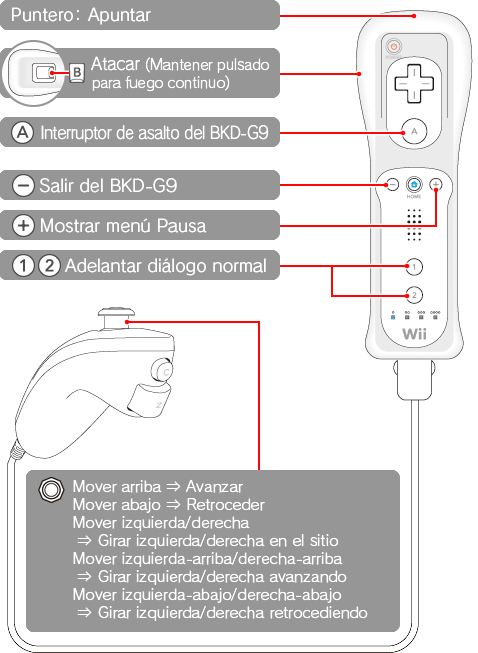 Puntero: Apuntar
B Atacar (Mantener pulsado
para fuego continuo)
A Interruptor de asalto del BKD-G9
− Salir del BKD-G9
+ Mostrar menú Pausa
1 2 Adelantar diálogo normal
POWER
A
− +
HOME
1
2
Wii
C
Z
Mover arriba ⇒ Avanzar
Mover abajo ⇒ Retroceder
Mover izquierda/derecha
⇒ Girar izquierda/derecha en el sitio
Mover izquierda-arriba/derecha-arriba
⇒ Girar izquierda/derecha avanzando
Mover izquierda-abajo/derecha-abajo
⇒ Girar izquierda/derecha retrocediendo